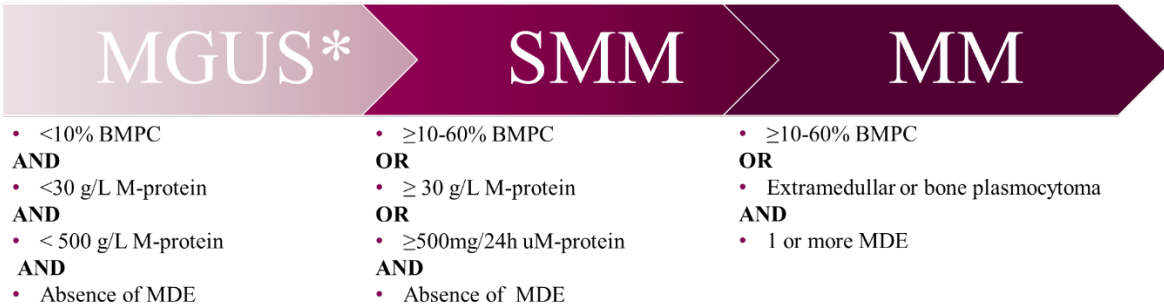 MGUS*
SMM
MM
• <10% BMPC
AND
• <30 g/L M-protein
AND
• < 500 g/L M-protein
AND
• Absence of MDE
• ≥10-60% BMPC
OR
• ≥ 30 g/L M-protein
OR
• ≥500mg/24h uM-protein
AND
• Absence of MDE
• ≥10-60% BMPC
OR
• Extramedullar or bone plasmocytoma
AND
• 1 or more MDE